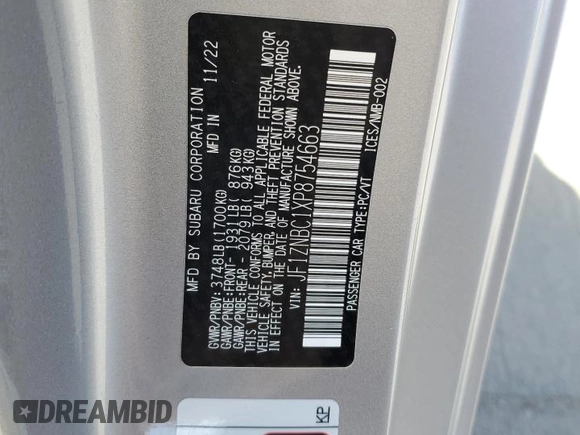 MFD BY SUBARU CORPORATION 11/22
MFD IN
GVWR/PNBV: 3748LB(1700KG)
GAWR/PNBE:FRONT- 1931LB( 876KG)
GAWR/PNBE:REAR - 2079LB( 943KG)
THIS VEHICLE CONFORMS TO ALL APPLICABLE FEDERAL MOTOR
VEHICLE SAFETY, BUMPER, AND THEFT PREVENTION STANDARDS
IN EFFECT ON THE DATE OF MANUFACTURE SHOWN ABOVE.
VIN: JF1ZNBC1XP8754663
PASSENGER CAR TYPE:PC/VT
ICES/NMB-002
KP
DREAMBID